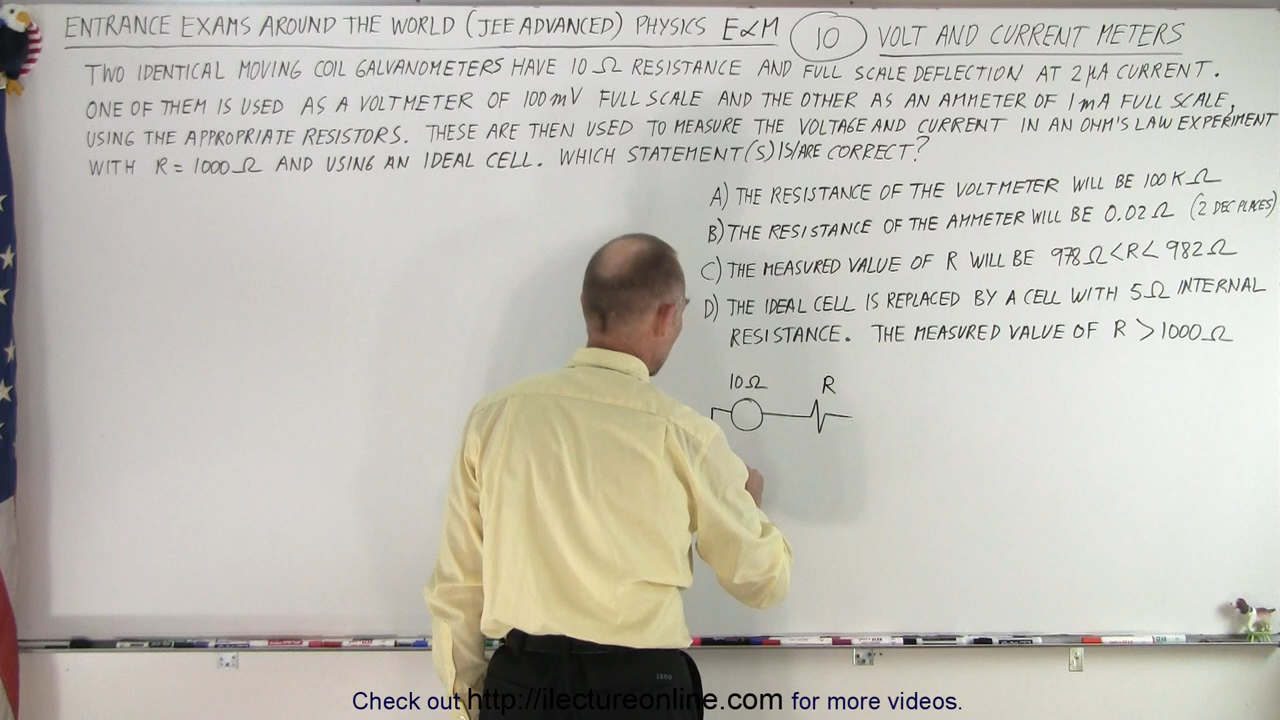 ENTRANCE EXAMS AROUND THE WORLD (JEE ADVANCED) PHYSICS E&M 10 VOLT AND CURRENT METERS
TWO IDENTICAL MOVING COIL GALVANOMETERS HAVE 10 Ω RESISTANCE AND FULL SCALE DEFLECTION AT 2 μA CURRENT.
ONE OF THEM IS USED AS A VOLTMETER OF 100 mV FULL SCALE AND THE OTHER AS AN AMMETER OF 1 mA FULL SCALE,
USING THE APPROPRIATE RESISTORS. THESE ARE THEN USED TO MEASURE THE VOLTAGE AND CURRENT IN AN OHM'S LAW EXPERIMENT
WITH R = 1000 Ω AND USING AN IDEAL CELL. WHICH STATEMENT(S) IS/ARE CORRECT?
A) THE RESISTANCE OF THE VOLTMETER WILL BE 100 K Ω
B) THE RESISTANCE OF THE AMMETER WILL BE 0.02 Ω (2 DEC PLACES)
C) THE MEASURED VALUE OF R WILL BE 978 Ω < R < 982 Ω
D) THE IDEAL CELL IS REPLACED BY A CELL WITH 5 Ω INTERNAL
RESISTANCE. THE MEASURED VALUE OF R > 1000 Ω
10 Ω R
1500
Check out http://ilectureonline.com for more videos.